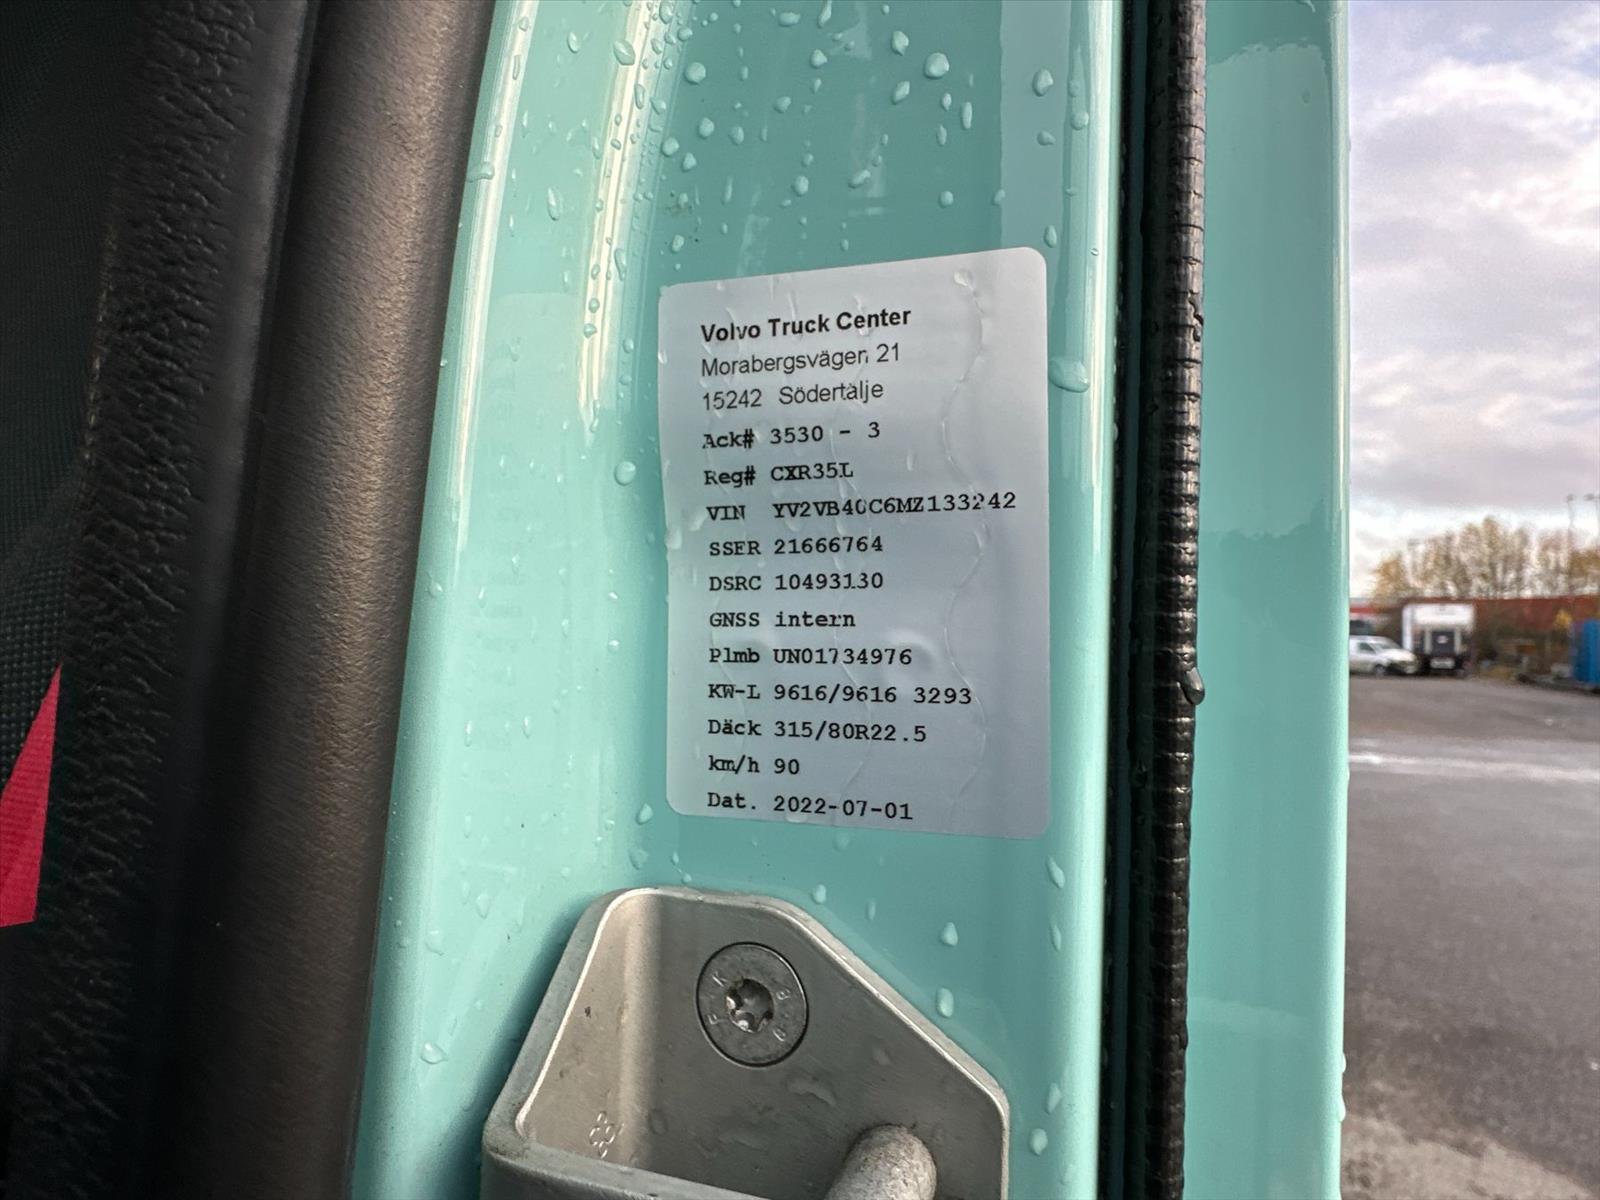 Volvo Truck Center
Morabergsvägen 21
15242 Södertälje
Ack# 3530 - 3
Reg# CXR35L
VIN YV2VB40C6MZ133242
SSER 21666764
DSRC 10493130
GNSS intern
Plmb UN01734976
KW-L 9616/9616 3293
Däck 315/80R22.5
km/h 90
Dat. 2022-07-01